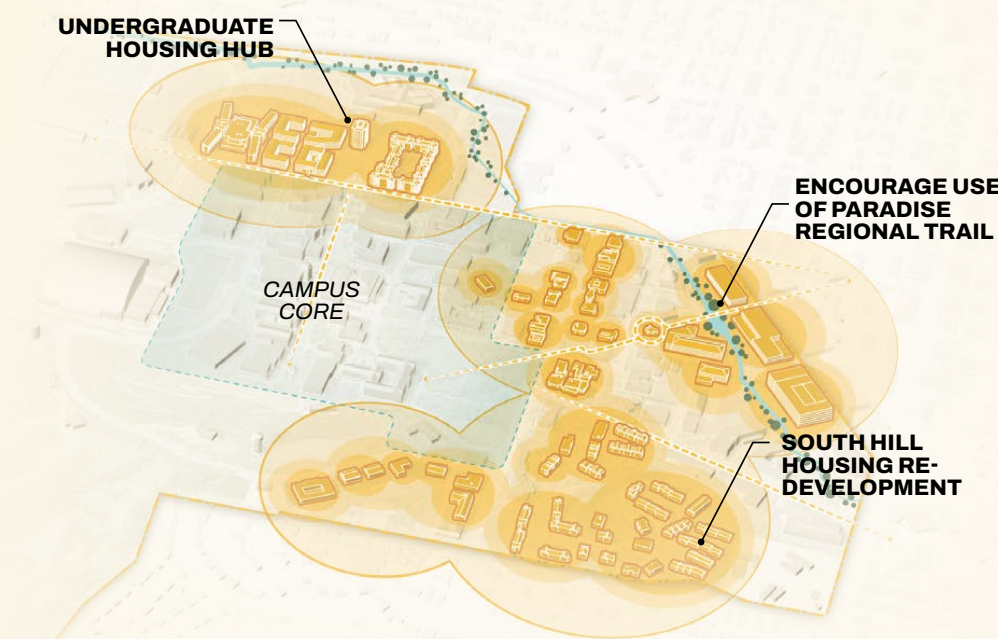 UNDERGRADUATE
HOUSING HUB
ENCOURAGE USE
OF PARADISE
REGIONAL TRAIL
CAMPUS
CORE
SOUTH HILL
HOUSING RE-
DEVELOPMENT